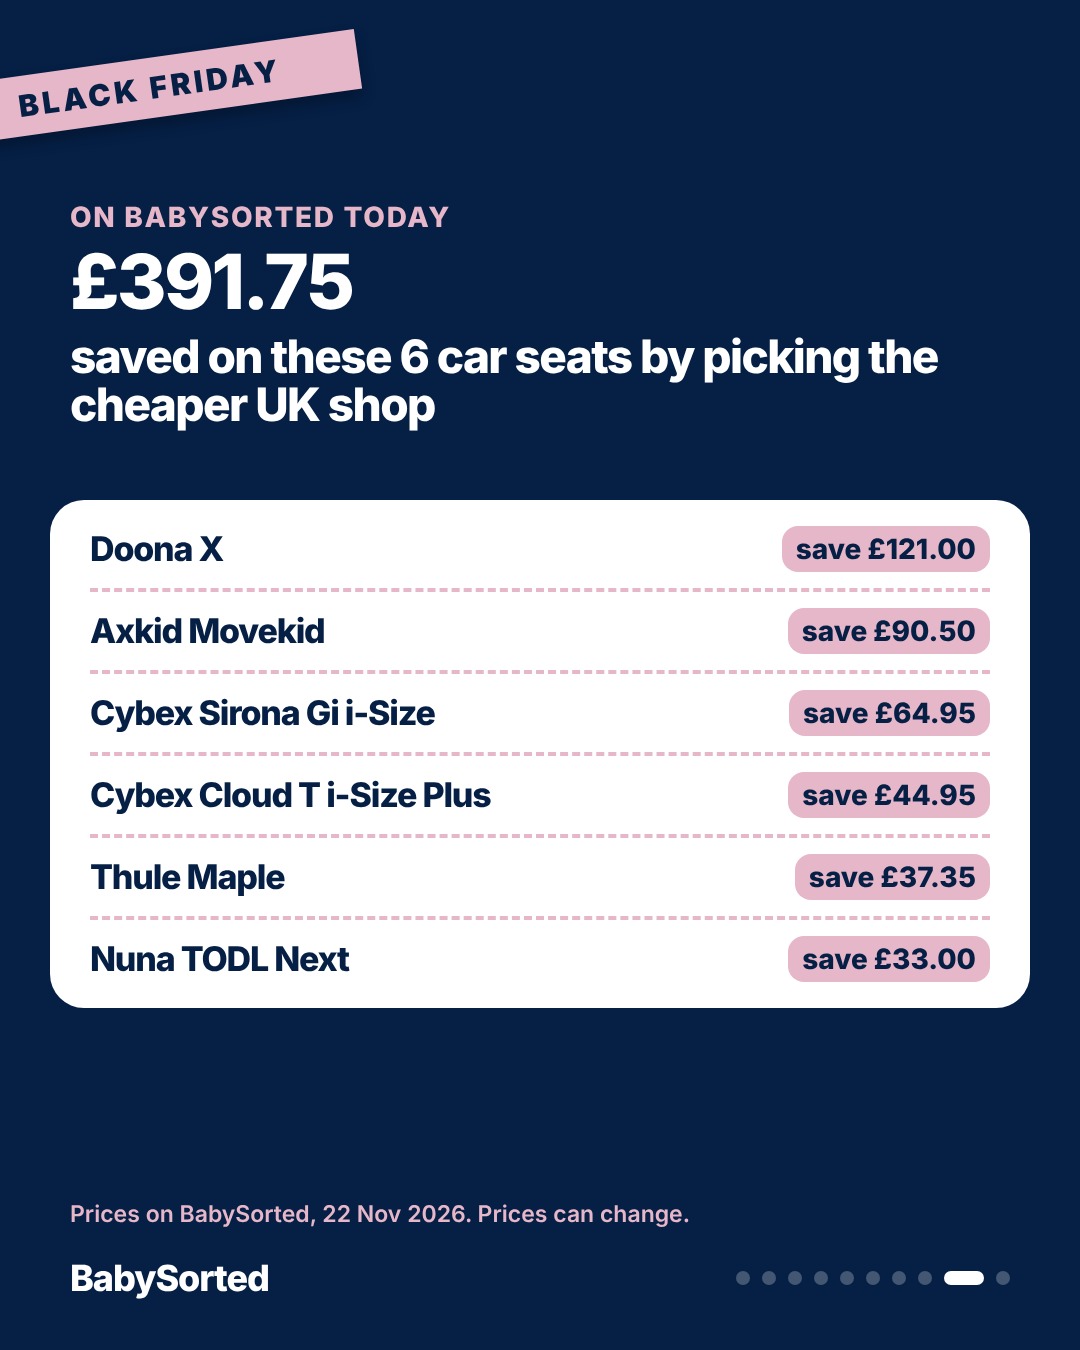 BLACK FRIDAY
ON BABYSORTED TODAY
£391.75
saved on these 6 car seats by picking the
cheaper UK shop
Doona X save £121.00
Axkid Movekid save £90.50
Cybex Sirona Gi i-Size save £64.95
Cybex Cloud T i-Size Plus save £44.95
Thule Maple save £37.35
Nuna TODL Next save £33.00
Prices on BabySorted, 22 Nov 2026. Prices can change.
BabySorted